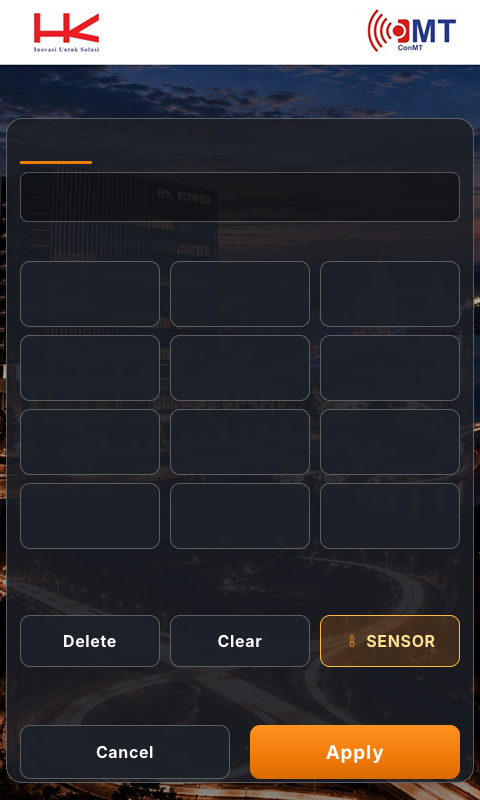 HK
Inovasi Untuk Solusi
MT
ConMT
HK TOWER
Delete
Clear
SENSOR
Cancel
Apply